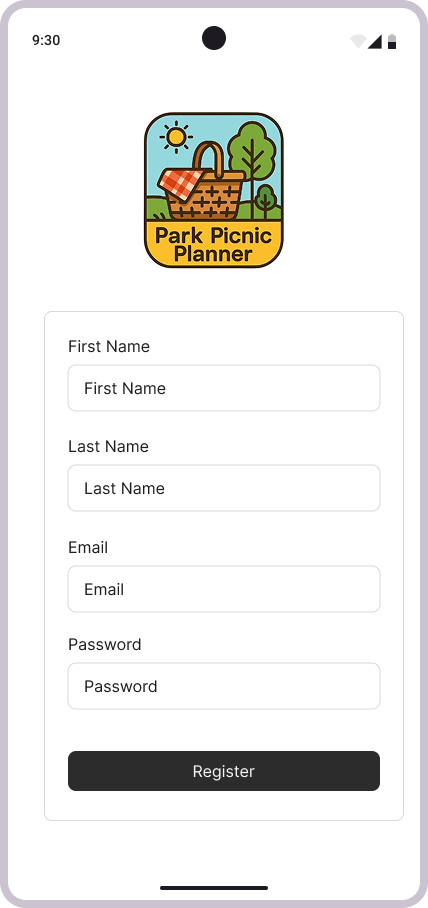 9:30
Park Picnic
Planner
First Name
First Name
Last Name
Last Name
Email
Email
Password
Password
Register